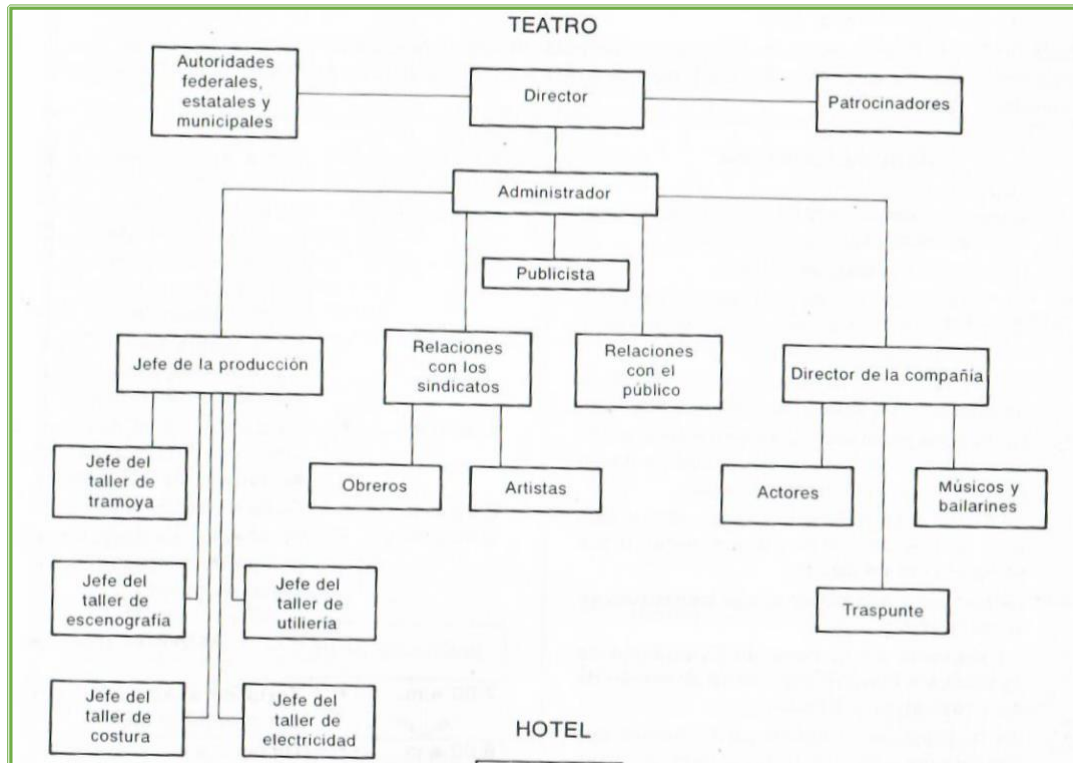 TEATRO
Autoridades
federales,
estatales y
municipales
Director
Patrocinadores
Administrador
Publicista
Jefe de la producción
Relaciones
con los
sindicatos
Relaciones
con el
público
Director de la compañía
Jefe del
taller de
tramoya
Obreros
Artistas
Actores
Músicos y
bailarines
Jefe del
taller de
escenografía
Jefe del
taller de
utiliería
Traspunte
Jefe del
taller de
costura
Jefe del
taller de
electricidad
HOTEL